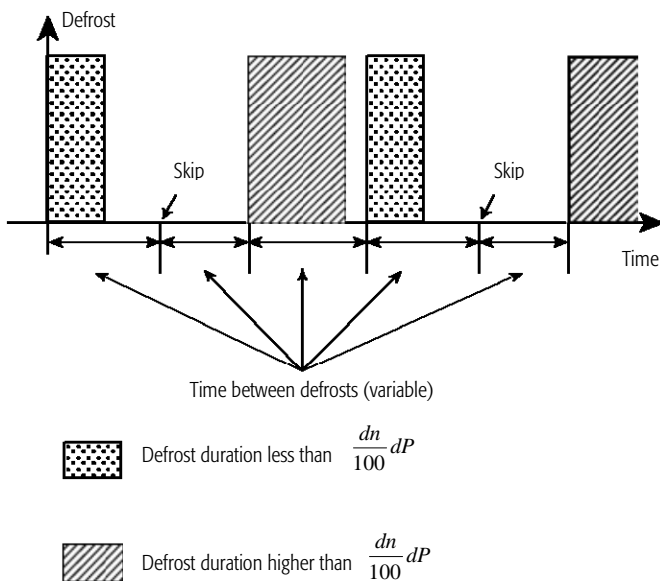 Defrost
Skip
Skip
Time
Time between defrosts (variable)
Defrost duration less than dn/100 dP
Defrost duration higher than dn/100 dP